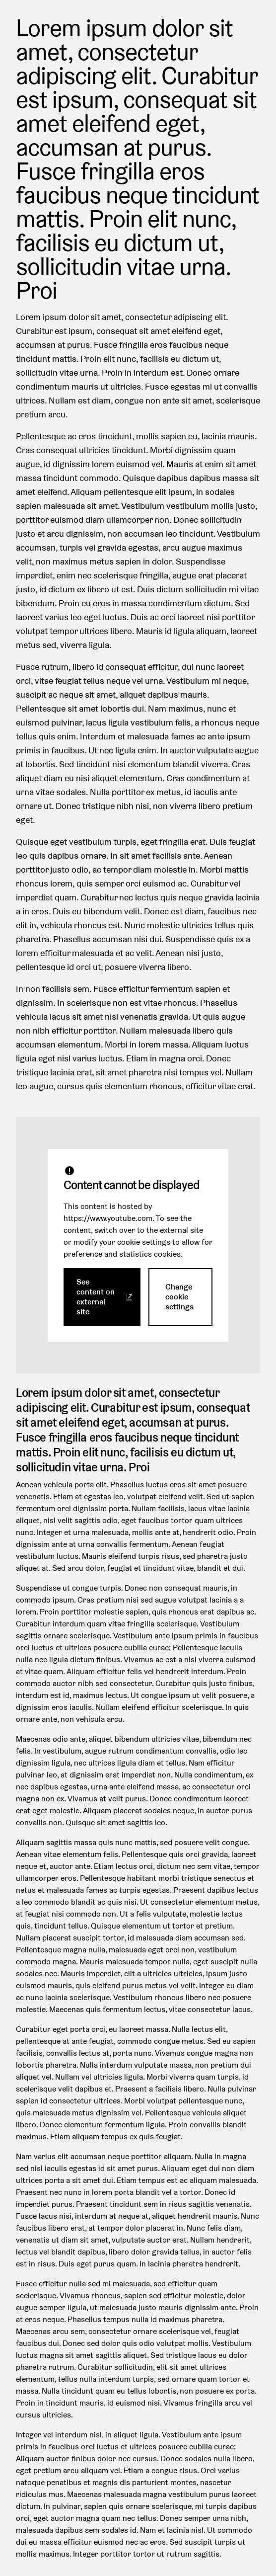 Lorem ipsum dolor sit
amet, consectetur
adipiscing elit. Curabitur
est ipsum, consequat sit
amet eleifend eget,
accumsan at purus.
Fusce fringilla eros
faucibus neque tincidunt
mattis. Proin elit nunc,
facilisis eu dictum ut,
sollicitudin vitae urna.
Proi
Lorem ipsum dolor sit amet, consectetur adipiscing elit.
Curabitur est ipsum, consequat sit amet eleifend eget,
accumsan at purus. Fusce fringilla eros faucibus neque
tincidunt mattis. Proin elit nunc, facilisis eu dictum ut,
sollicitudin vitae urna. Proin in interdum est. Donec ornare
condimentum mauris ut ultricies. Fusce egestas mi ut convallis
ultrices. Nullam est diam, congue non ante sit amet, scelerisque
pretium arcu.
Pellentesque ac eros tincidunt, mollis sapien eu, lacinia mauris.
Cras consequat ultricies tincidunt. Morbi dignissim quam
augue, id dignissim lorem euismod vel. Mauris at enim sit amet
massa tincidunt commodo. Quisque dapibus dapibus massa sit
amet eleifend. Aliquam pellentesque elit ipsum, in sodales
sapien malesuada sit amet. Vestibulum vestibulum mollis justo,
porttitor euismod diam ullamcorper non. Donec sollicitudin
justo et arcu dignissim, non accumsan leo tincidunt. Vestibulum
accumsan, turpis vel gravida egestas, arcu augue maximus
velit, non maximus metus sapien in dolor. Suspendisse
imperdiet, enim nec scelerisque fringilla, augue erat placerat
justo, id dictum ex libero ut est. Duis dictum sollicitudin mi vitae
bibendum. Proin eu eros in massa condimentum dictum. Sed
laoreet varius leo eget luctus. Duis ac orci laoreet nisi porttitor
volutpat tempor ultrices libero. Mauris id ligula aliquam, laoreet
metus sed, viverra ligula.
Fusce rutrum, libero id consequat efficitur, dui nunc laoreet
orci, vitae feugiat tellus neque vel urna. Vestibulum mi neque,
suscipit ac neque sit amet, aliquet dapibus mauris.
Pellentesque sit amet lobortis dui. Nam maximus, nunc et
euismod pulvinar, lacus ligula vestibulum felis, a rhoncus neque
tellus quis enim. Interdum et malesuada fames ac ante ipsum
primis in faucibus. Ut nec ligula enim. In auctor vulputate augue
at lobortis. Sed tincidunt nisi elementum blandit viverra. Cras
aliquet diam eu nisi aliquet elementum. Cras condimentum at
urna vitae sodales. Nulla porttitor ex metus, id iaculis ante
ornare ut. Donec tristique nibh nisi, non viverra libero pretium
eget.
Quisque eget vestibulum turpis, eget fringilla erat. Duis feugiat
leo quis dapibus ornare. In sit amet facilisis ante. Aenean
porttitor justo odio, ac tempor diam molestie in. Morbi mattis
rhoncus lorem, quis semper orci euismod ac. Curabitur vel
imperdiet quam. Curabitur nec lectus quis neque gravida lacinia
a in eros. Duis eu bibendum velit. Donec est diam, faucibus nec
elit in, vehicula rhoncus est. Nunc molestie ultricies tellus quis
pharetra. Phasellus accumsan nisi dui. Suspendisse quis ex a
lorem efficitur malesuada et ac velit. Aenean nisi justo,
pellentesque id orci ut, posuere viverra libero.
In non facilisis sem. Fusce efficitur fermentum sapien et
dignissim. In scelerisque non est vitae rhoncus. Phasellus
vehicula lacus sit amet nisl venenatis gravida. Ut quis augue
non nibh efficitur porttitor. Nullam malesuada libero quis
accumsan elementum. Morbi in lorem massa. Aliquam luctus
ligula eget nisl varius luctus. Etiam in magna orci. Donec
tristique lacinia erat, sit amet pharetra nisi tempus vel. Nullam
leo augue, cursus quis elementum rhoncus, efficitur vitae erat.
Content cannot be displayed
This content is hosted by
https://www.youtube.com. To see the
content, switch over to the external site
or modify your cookie settings to allow for
preference and statistics cookies.
See
content on
external
site
Change
cookie
settings
Lorem ipsum dolor sit amet, consectetur
adipiscing elit. Curabitur est ipsum, consequat
sit amet eleifend eget, accumsan at purus.
Fusce fringilla eros faucibus neque tincidunt
mattis. Proin elit nunc, facilisis eu dictum ut,
sollicitudin vitae urna. Proi
Aenean vehicula porta elit. Phasellus luctus eros sit amet posuere
venenatis. Etiam at egestas leo, volutpat eleifend velit. Sed ut sapien
fermentum orci dignissim porta. Nullam facilisis, lacus vitae lacinia
aliquet, nisl velit sagittis odio, eget faucibus tortor quam ultrices
nunc. Integer et urna malesuada, mollis ante at, hendrerit odio. Proin
dignissim ante at urna convallis fermentum. Aenean feugiat
vestibulum luctus. Mauris eleifend turpis risus, sed pharetra justo
aliquet at. Sed arcu dolor, feugiat et tincidunt vitae, blandit et dui.
Suspendisse ut congue turpis. Donec non consequat mauris, in
commodo ipsum. Cras pretium nisi sed augue volutpat lacinia a a
lorem. Proin porttitor molestie sapien, quis rhoncus erat dapibus ac.
Curabitur interdum quam vitae fringilla scelerisque. Vestibulum
sagittis ornare scelerisque. Vestibulum ante ipsum primis in faucibus
orci luctus et ultrices posuere cubilia curae; Pellentesque iaculis
nulla nec ligula dictum finibus. Vivamus ac est a nisl viverra euismod
at vitae quam. Aliquam efficitur felis vel hendrerit interdum. Proin
commodo auctor nibh sed consectetur. Curabitur quis justo finibus,
interdum est id, maximus lectus. Ut congue ipsum ut velit posuere, a
dignissim eros iaculis. Nullam eleifend efficitur scelerisque. In quis
ornare ante, non vehicula arcu.
Maecenas odio ante, aliquet bibendum ultricies vitae, bibendum nec
felis. In vestibulum, augue rutrum condimentum convallis, odio leo
dignissim ligula, nec ultrices ligula diam et tellus. Nam efficitur
pulvinar leo, at dignissim erat imperdiet non. Nulla condimentum, ex
nec dapibus egestas, urna ante eleifend massa, ac consectetur orci
magna non ex. Vivamus at velit purus. Donec condimentum laoreet
erat eget molestie. Aliquam placerat sodales neque, in auctor purus
convallis non. Quisque sit amet sagittis leo.
Aliquam sagittis massa quis nunc mattis, sed posuere velit congue.
Aenean vitae elementum felis. Pellentesque quis orci gravida, laoreet
neque et, auctor ante. Etiam lectus orci, dictum nec sem vitae, tempor
ullamcorper eros. Pellentesque habitant morbi tristique senectus et
netus et malesuada fames ac turpis egestas. Praesent dapibus lectus
a leo commodo blandit ac quis nisi. Ut consectetur elementum metus,
at feugiat nisi commodo non. Ut a felis vulputate, molestie lectus
quis, tincidunt tellus. Quisque elementum ut tortor et pretium.
Nullam placerat suscipit tortor, id malesuada diam accumsan sed.
Pellentesque magna nulla, malesuada eget orci non, vestibulum
commodo magna. Mauris malesuada tempor nulla, eget suscipit nulla
sodales nec. Mauris imperdiet, elit a ultricies ultricies, ipsum justo
euismod mauris, quis eleifend purus metus vel velit. Integer eu diam
ac nunc lacinia scelerisque. Vestibulum rhoncus libero nec posuere
molestie. Maecenas quis fermentum lectus, vitae consectetur lacus.
Curabitur eget porta orci, eu laoreet massa. Nulla lectus elit,
pellentesque at ante feugiat, commodo congue metus. Sed eu sapien
facilisis, convallis lectus at, porta nunc. Vivamus congue magna non
lobortis pharetra. Nulla interdum vulputate massa, non pretium dui
aliquet vel. Nullam vel ultricies ligula. Morbi viverra quam turpis, id
scelerisque velit dapibus et. Praesent a facilisis libero. Nulla pulvinar
sapien id consectetur ultrices. Morbi volutpat pellentesque nunc,
quis malesuada metus dignissim vel. Pellentesque vehicula aliquet
libero. Donec elementum fermentum ligula. Proin convallis blandit
maximus. Etiam aliquam tempus ex quis feugiat.
Nam varius elit accumsan neque porttitor aliquam. Nulla in magna
sed nisl iaculis egestas id sit amet purus. Aliquam eget dui non diam
ultrices porta a sit amet dui. Etiam tempus est ac aliquam malesuada.
Praesent nec nunc in lorem porta blandit vel a tortor. Donec id
imperdiet purus. Praesent tincidunt sem in risus sagittis venenatis.
Fusce lacus nisi, interdum at neque at, aliquet hendrerit mauris. Nunc
faucibus libero erat, at tempor dolor placerat in. Nunc felis diam,
venenatis ut diam sit amet, vulputate auctor erat. Nullam hendrerit,
lectus vel blandit dapibus, libero dolor gravida tellus, in auctor felis
est in risus. Duis eget purus quam. In lacinia pharetra hendrerit.
Fusce efficitur nulla sed mi malesuada, sed efficitur quam
scelerisque. Vivamus rhoncus, sapien sed efficitur molestie, dolor
augue semper ligula, ut malesuada justo mauris dignissim ante. Proin
at eros neque. Phasellus tempus nulla id maximus pharetra.
Maecenas arcu sem, consectetur ornare scelerisque vel, feugiat
faucibus dui. Donec sed dolor quis odio volutpat mollis. Vestibulum
luctus magna sit amet sagittis aliquet. Sed tristique lacus eu dolor
pharetra rutrum. Curabitur sollicitudin, elit sit amet ultrices
elementum, tellus nulla interdum turpis, sed ornare quam tortor et
massa. Nulla tincidunt quam eu tellus lobortis, non posuere ex porta.
Proin in tincidunt mauris, id euismod nisi. Vivamus fringilla arcu vel
cursus ultricies.
Integer vel interdum nisl, in aliquet ligula. Vestibulum ante ipsum
primis in faucibus orci luctus et ultrices posuere cubilia curae;
Aliquam auctor finibus dolor nec cursus. Donec sodales nulla libero,
eget pretium arcu aliquam vel. Etiam a congue risus. Orci varius
natoque penatibus et magnis dis parturient montes, nascetur
ridiculus mus. Maecenas malesuada magna vestibulum purus laoreet
dictum. In pulvinar, sapien quis ornare scelerisque, mi turpis dapibus
orci, eget auctor magna quam nec tellus. Donec semper urna nibh,
malesuada dapibus sem sodales id. Nam et lacinia nisl. Ut commodo
dui eu massa efficitur euismod nec ac eros. Sed suscipit turpis ut
mollis maximus. Integer porttitor tortor ut rutrum sagittis.